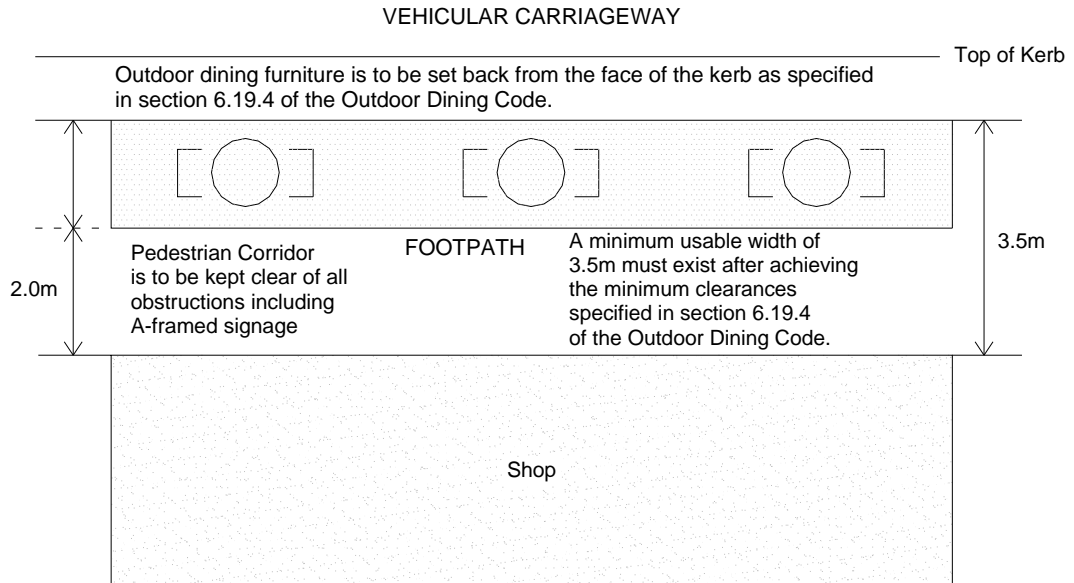 VEHICULAR CARRIAGEWAY
Top of Kerb
Outdoor dining furniture is to be set back from the face of the kerb as specified
in section 6.19.4 of the Outdoor Dining Code.
Pedestrian Corridor
is to be kept clear of all
obstructions including
A-framed signage
FOOTPATH
A minimum usable width of
3.5m must exist after achieving
the minimum clearances
specified in section 6.19.4
of the Outdoor Dining Code.
3.5m
2.0m
Shop